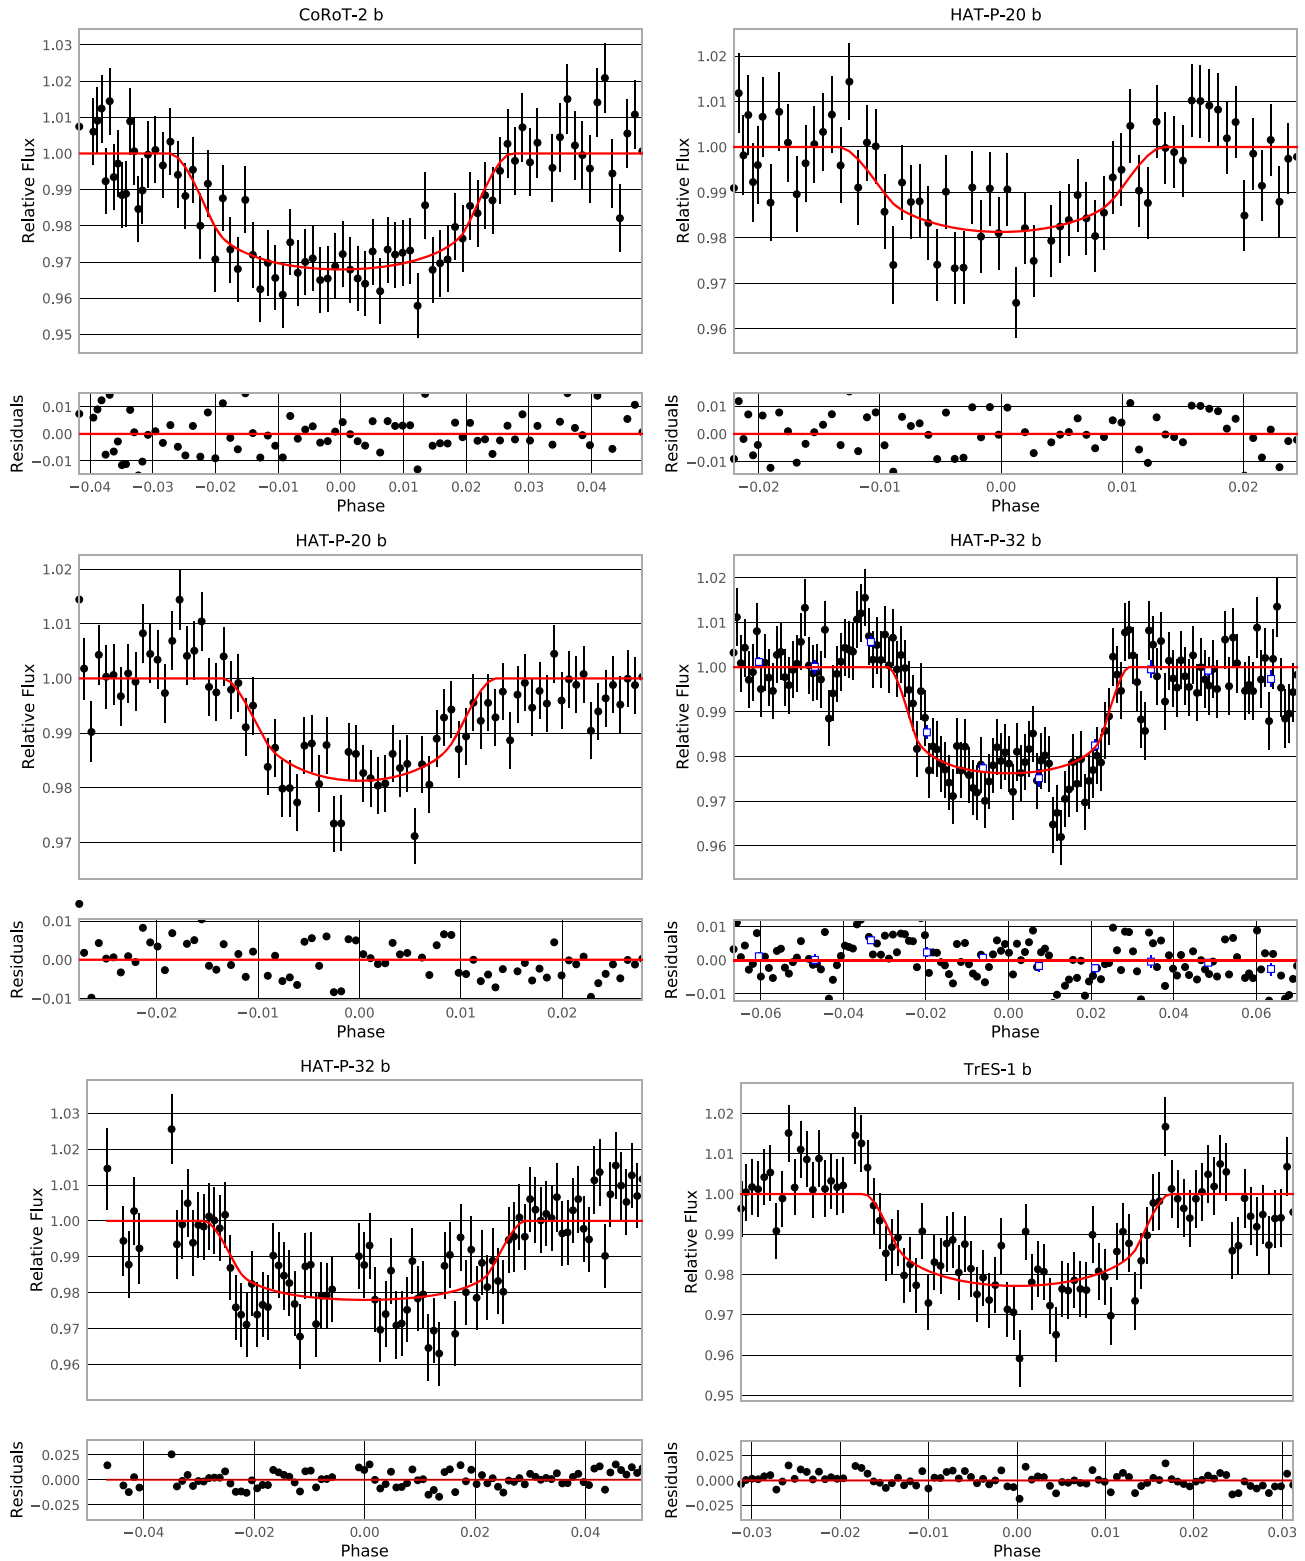 CoRoT-2 b
1.03
1.02
1.01
1.00
0.99
0.98
0.97
0.96
0.95
Relative Flux
0.01
0.00
−0.01
Residuals
−0.04 −0.03 −0.02 −0.01 0.00 0.01 0.02 0.03 0.04
Phase
HAT-P-20 b
1.02
1.01
1.00
0.99
0.98
0.97
0.96
Relative Flux
0.01
0.00
−0.01
Residuals
−0.02 −0.01 0.00 0.01 0.02
Phase
HAT-P-20 b
1.02
1.01
1.00
0.99
0.98
0.97
Relative Flux
0.01
0.00
−0.01
Residuals
−0.02 −0.01 0.00 0.01 0.02
Phase
HAT-P-32 b
1.02
1.01
1.00
0.99
0.98
0.97
0.96
Relative Flux
0.01
0.00
−0.01
Residuals
−0.06 −0.04 −0.02 0.00 0.02 0.04 0.06
Phase
HAT-P-32 b
1.03
1.02
1.01
1.00
0.99
0.98
0.97
0.96
Relative Flux
0.025
0.000
−0.025
Residuals
−0.04 −0.02 0.00 0.02 0.04
Phase
TrES-1 b
1.02
1.01
1.00
0.99
0.98
0.97
0.96
0.95
Relative Flux
0.025
0.000
−0.025
Residuals
−0.03 −0.02 −0.01 0.00 0.01 0.02 0.03
Phase